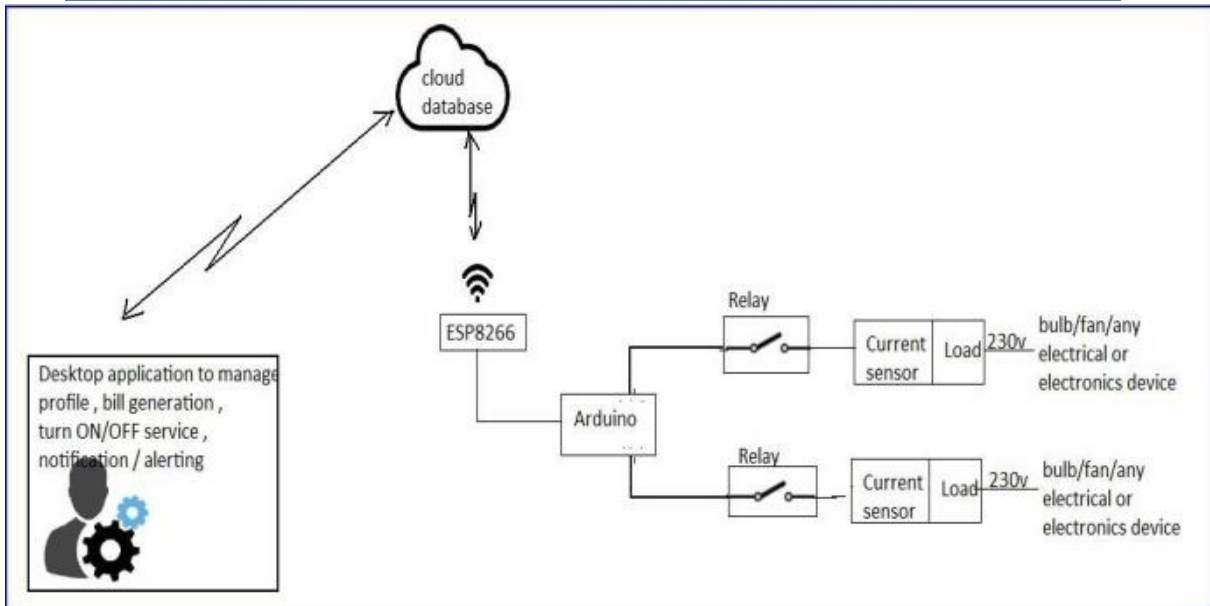 cloud
database
ESP8266
Desktop application to manage
profile , bill generation ,
turn ON/OFF service ,
notification / alerting
Arduino
Relay
Current
sensor
Load
230v
bulb/fan/any
electrical or
electronics device
Relay
Current
sensor
Load
230v
bulb/fan/any
electrical or
electronics device